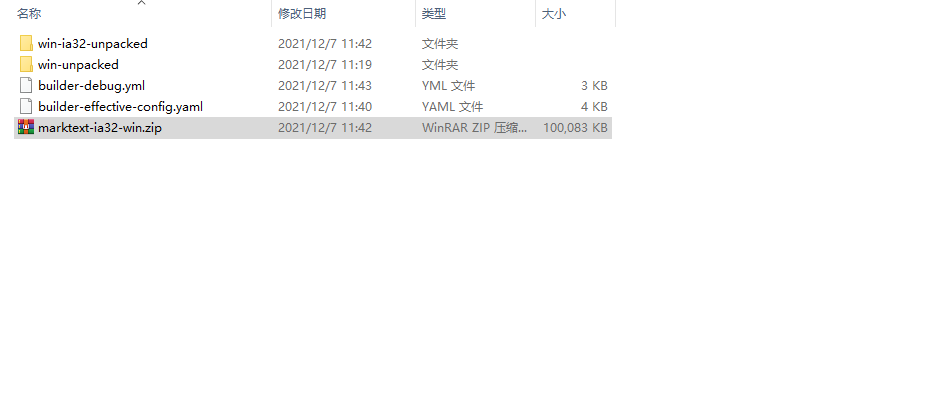 名称 修改日期 类型 大小
win-ia32-unpacked 2021/12/7 11:42 文件夹
win-unpacked 2021/12/7 11:19 文件夹
builder-debug.yml 2021/12/7 11:43 YML 文件 3 KB
builder-effective-config.yaml 2021/12/7 11:40 YAML 文件 4 KB
marktext-ia32-win.zip 2021/12/7 11:42 WinRAR ZIP 压缩... 100,083 KB